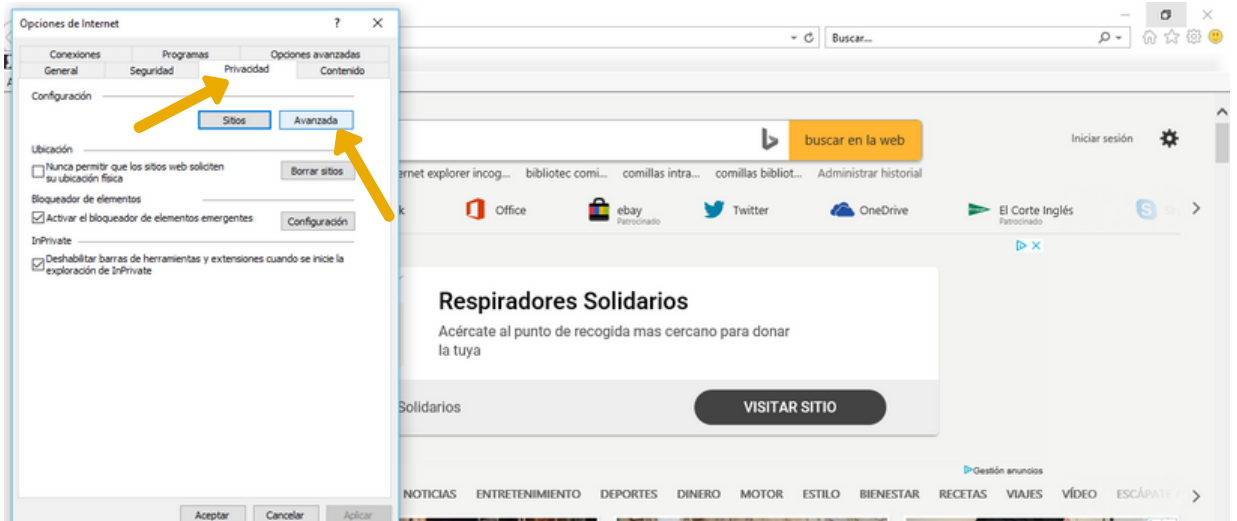 Opciones de Internet
?
Conexiones Programas Opciones avanzadas
General Seguridad Privacidad Contenido
Configuración
Sitios Avanzada
Ubicación
Nunca permitir que los sitios web soliciten
su ubicación física
Borrar sitios
Bloqueador de elementos
Activar el bloqueador de elementos emergentes
Configuración
InPrivate
Deshabilitar barras de herramientas y extensiones cuando se inicie la
exploración de InPrivate
Aceptar Cancelar Aplicar
Buscar...
buscar en la web
Iniciar sesión
ernet explorer incog... bibliotec comi... comillas intra... comillas bibliot... Administrar historial
k Office ebay Twitter OneDrive El Corte Inglés
Patrocinado Patrocinado
Respiradores Solidarios
Acércate al punto de recogida mas cercano para donar
la tuya
Solidarios
VISITAR SITIO
Gestión anuncios
NOTICIAS ENTRETENIMIENTO DEPORTES DINERO MOTOR ESTILO BIENESTAR RECETAS VIAJES VÍDEO ESCÁPATE